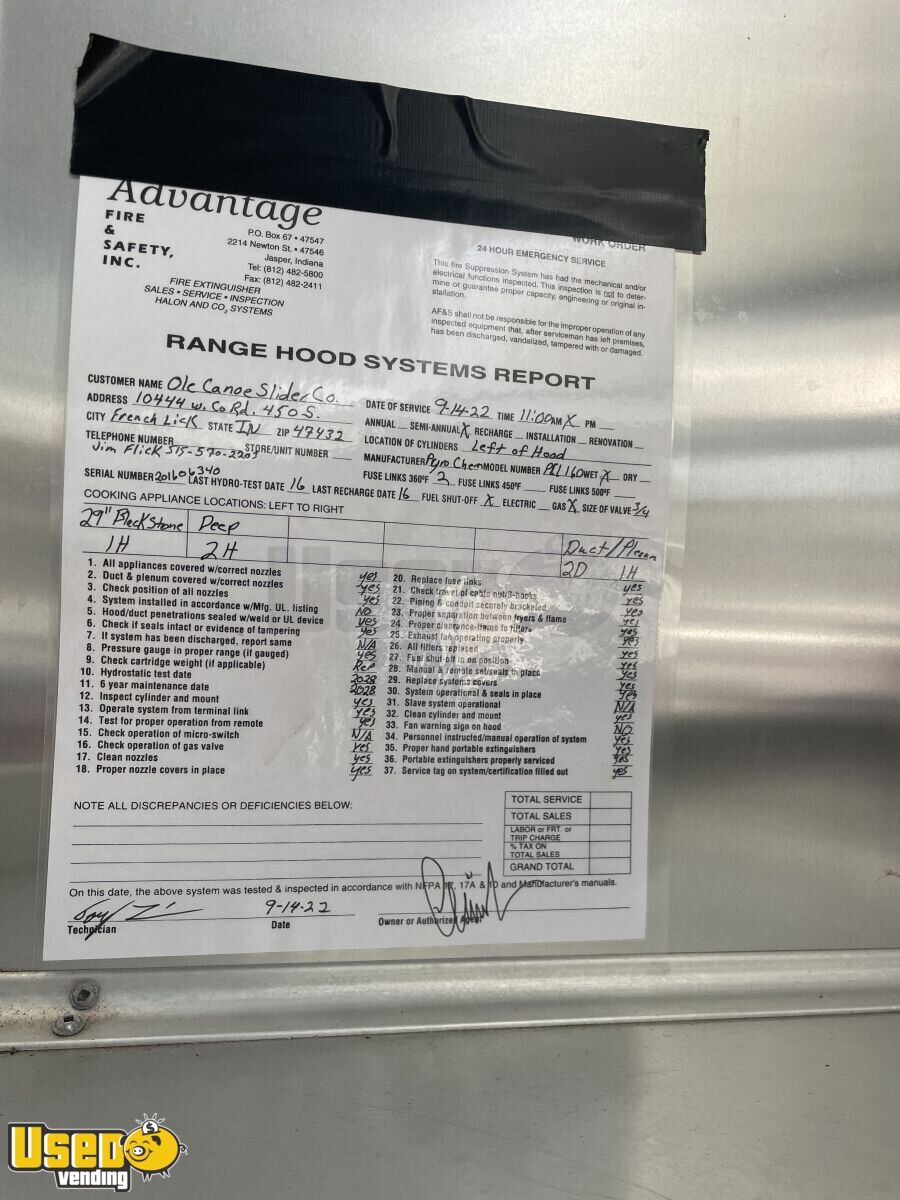 Advantage
FIRE
&
SAFETY,
INC.
P.O. Box 67 • 47547
2214 Newton St. • 47546
Jasper, Indiana
Tel: (812) 482-5800
Fax: (812) 482-2411
FIRE EXTINGUISHER
SALES • SERVICE • INSPECTION
HALON AND CO2 SYSTEMS
WORK ORDER
24 HOUR EMERGENCY SERVICE
This fire Suppression System has had the mechanical and/or
electrical functions inspected. This inspection is not to deter-
mine or guarantee proper capacity, engineering or original in-
stallation.
AF&S shall not be responsible for the improper operation of any
inspected equipment that, after serviceman has left premises,
has been discharged, vandalized, tampered with or damaged.
RANGE HOOD SYSTEMS REPORT
CUSTOMER NAME Ole Canoe Slider Co.
ADDRESS 10444 W. Co Rd. 450 S.
CITY French Lick STATE IN ZIP 47432
TELEPHONE NUMBER STORE/UNIT NUMBER
Jim Flick 515-570-2203
SERIAL NUMBER 201606340 LAST HYDRO-TEST DATE 16 LAST RECHARGE DATE 16 FUEL SHUT-OFF X ELECTRIC GAS X SIZE OF VALVE 3/4
DATE OF SERVICE 9-14-22 TIME 11:00 AM X PM
ANNUAL SEMI-ANNUAL X RECHARGE INSTALLATION RENOVATION
LOCATION OF CYLINDERS Left of Hood
MANUFACTURER Pyro Chem MODEL NUMBER PCL 160 WET X DRY
FUSE LINKS 360°F 2 FUSE LINKS 450°F FUSE LINKS 500°F
COOKING APPLIANCE LOCATIONS: LEFT TO RIGHT
29" Black Stone Deep Duct/Plenum
1H 2H 2D 1H
1. All appliances covered w/correct nozzles yes
2. Duct & plenum covered w/correct nozzles yes
3. Check position of all nozzles yes
4. System installed in accordance w/Mfg. UL. listing NO
5. Hood/duct penetrations sealed w/weld or UL device yes
6. Check if seals intact or evidence of tampering yes
7. If system has been discharged, report same N/A
8. Pressure gauge in proper range (if gauged) yes
9. Check cartridge weight (if applicable) Rep
10. Hydrostatic test date 2028
11. 6 year maintenance date 2028
12. Inspect cylinder and mount yes
13. Operate system from terminal link yes
14. Test for proper operation from remote yes
15. Check operation of micro-switch N/A
16. Check operation of gas valve yes
17. Clean nozzles yes
18. Proper nozzle covers in place yes
20. Replace fuse links yes
21. Check travel of cable nut/S-hooks yes
22. Piping & conduit securely bracketed yes
23. Proper separation between fryers & flame yes
24. Proper clearance-flame to filters yes
25. Exhaust fan operating properly yes
26. All filters replaced yes
27. Fuel shut-off in on position yes
28. Manual & remote set/seals in place yes
29. Replace systems covers yes
30. System operational & seals in place yes
31. Slave system operational N/A
32. Clean cylinder and mount yes
33. Fan warning sign on hood NO
34. Personnel instructed/manual operation of system yes
35. Proper hand portable extinguishers yes
36. Portable extinguishers properly serviced yes
37. Service tag on system/certification filled out yes
NOTE ALL DISCREPANCIES OR DEFICIENCIES BELOW:
TOTAL SERVICE
TOTAL SALES
LABOR or FRT. or
TRIP CHARGE
% TAX ON
TOTAL SALES
GRAND TOTAL
On this date, the above system was tested & inspected in accordance with NFPA 17, 17A & 10 and Manufacturer's manuals.
9-14-22
Technician Date Owner or Authorized Agent
USED
vending